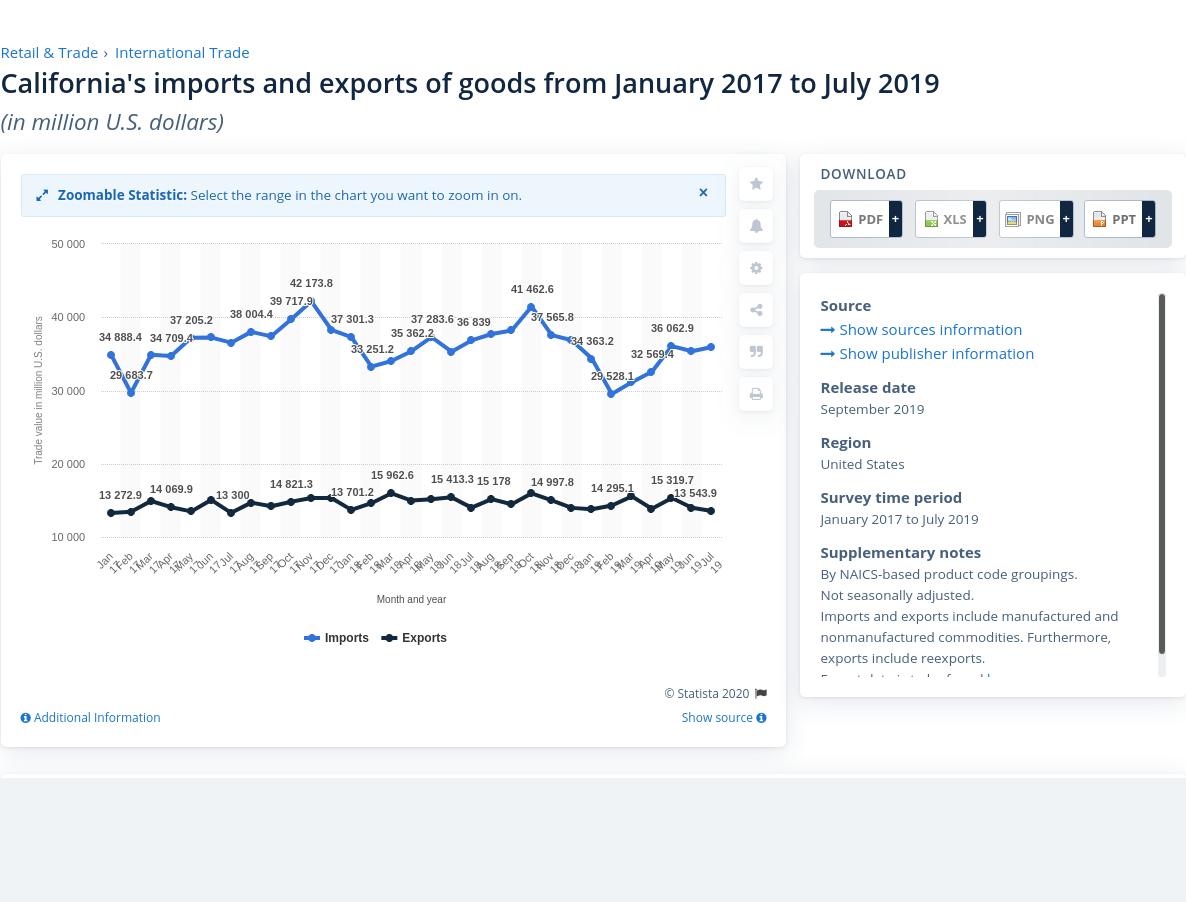 Retail & Trade › International Trade
California's imports and exports of goods from January 2017 to July 2019
(in million U.S. dollars)
Zoomable Statistic: Select the range in the chart you want to zoom in on.
×
Trade value in million U.S. dollars
50 000
40 000
30 000
20 000
10 000
34 888.4
29 683.7
34 709.4
37 205.2
38 004.4
39 717.9
42 173.8
37 301.3
33 251.2
35 362.2
37 283.6
36 839
41 462.6
37 565.8
34 363.2
29 528.1
32 569.4
36 062.9
13 272.9
14 069.9
13 300
14 821.3
13 701.2
15 962.6
15 413.3
15 178
14 997.8
14 295.1
15 319.7
13 543.9
Jan 17
Feb 17
Mar 17
Apr 17
May 17
Jun 17
Jul 17
Aug 17
Sep 17
Oct 17
Nov 17
Dec 17
Jan 18
Feb 18
Mar 18
Apr 18
May 18
Jun 18
Jul 18
Aug 18
Sep 18
Oct 18
Nov 18
Dec 18
Jan 19
Feb 19
Mar 19
Apr 19
May 19
Jun 19
Jul 19
Month and year
Imports Exports
© Statista 2020
Additional Information
Show source
DOWNLOAD
PDF + XLS + PNG + PPT +
Source
Show sources information
Show publisher information
Release date
September 2019
Region
United States
Survey time period
January 2017 to July 2019
Supplementary notes
By NAICS-based product code groupings.
Not seasonally adjusted.
Imports and exports include manufactured and
nonmanufactured commodities. Furthermore,
exports include reexports.